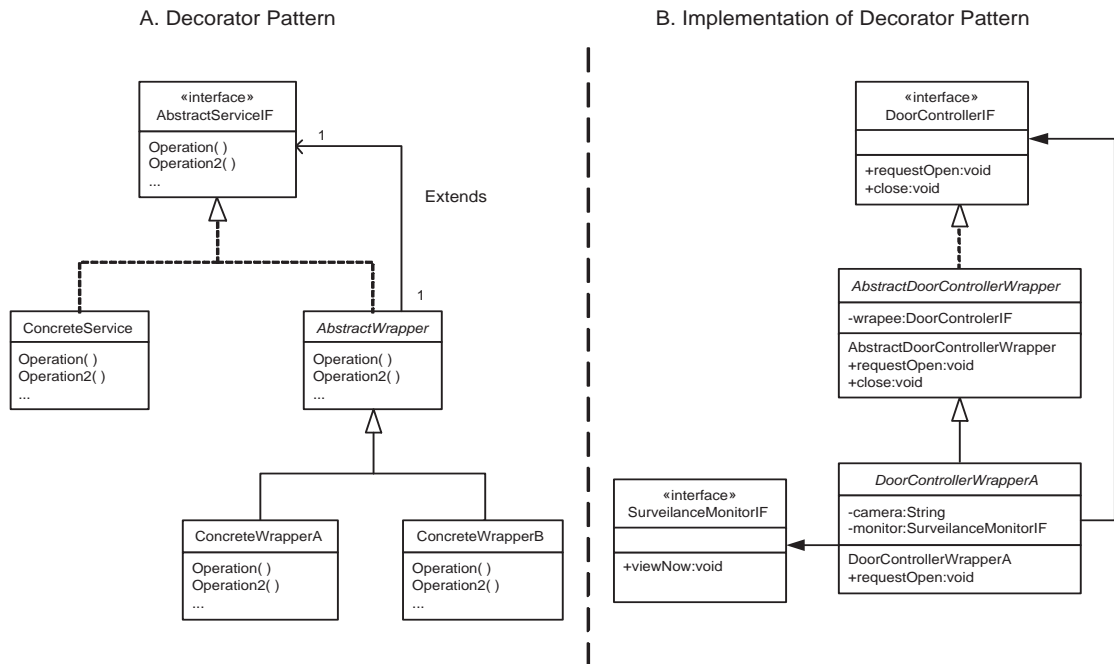 A. Decorator Pattern
«interface»
AbstractServiceIF
Operation( )
Operation2( )
...
1
Extends
1
ConcreteService
Operation( )
Operation2( )
...
AbstractWrapper
Operation( )
Operation2( )
...
ConcreteWrapperA
Operation( )
Operation2( )
...
ConcreteWrapperB
Operation( )
Operation2( )
...
B. Implementation of Decorator Pattern
«interface»
DoorControllerIF
+requestOpen:void
+close:void
AbstractDoorControllerWrapper
-wrapee:DoorControlerIF
AbstractDoorControllerWrapper
+requestOpen:void
+close:void
«interface»
SurveilanceMonitorIF
+viewNow:void
DoorControllerWrapperA
-camera:String
-monitor:SurveilanceMonitorIF
DoorControllerWrapperA
+requestOpen:void